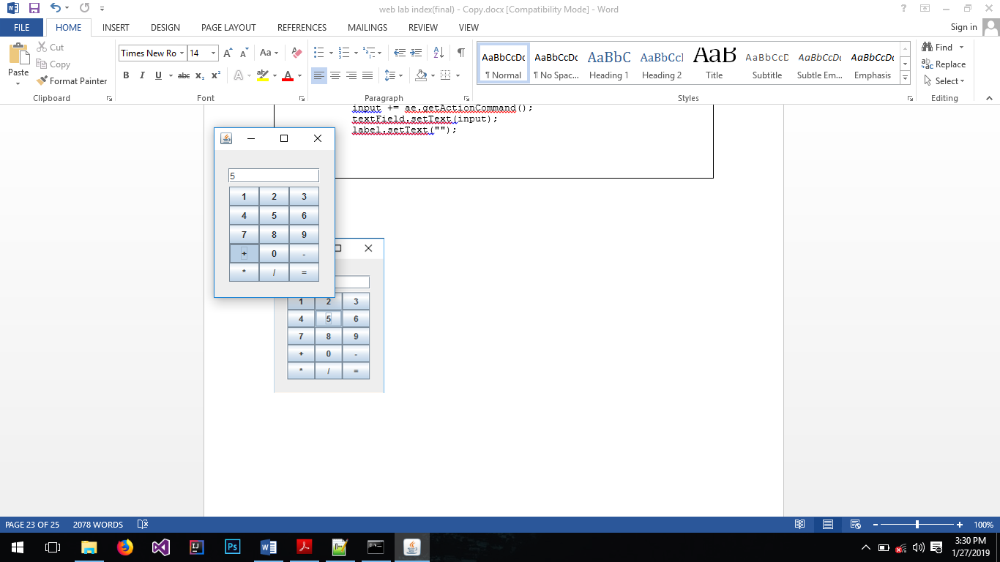 web lab index(final) - Copy.docx [Compatibility Mode] - Word
?
FILE HOME INSERT DESIGN PAGE LAYOUT REFERENCES MAILINGS REVIEW VIEW Sign in
Paste
Cut
Copy
Format Painter
Clipboard
Times New Ro 14
Aa
B I U abc x₂ x²
Font
Paragraph
AaBbCcDc AaBbCcDc AaBbC AaBbCcI AaB AaBbCcD AaBbCcDc AaBbCcDc
¶ Normal ¶ No Spac... Heading 1 Heading 2 Title Subtitle Subtle Em... Emphasis
Styles
Find
Replace
Select
Editing
input += ae.getActionCommand();
textField.setText(input);
label.setText("");
5
1 2 3
4 5 6
7 8 9
+ 0 -
* / =
1 2 3
4 5 6
7 8 9
+ 0 -
* / =
PAGE 23 OF 25 2078 WORDS 100%
3:30 PM
1/27/2019